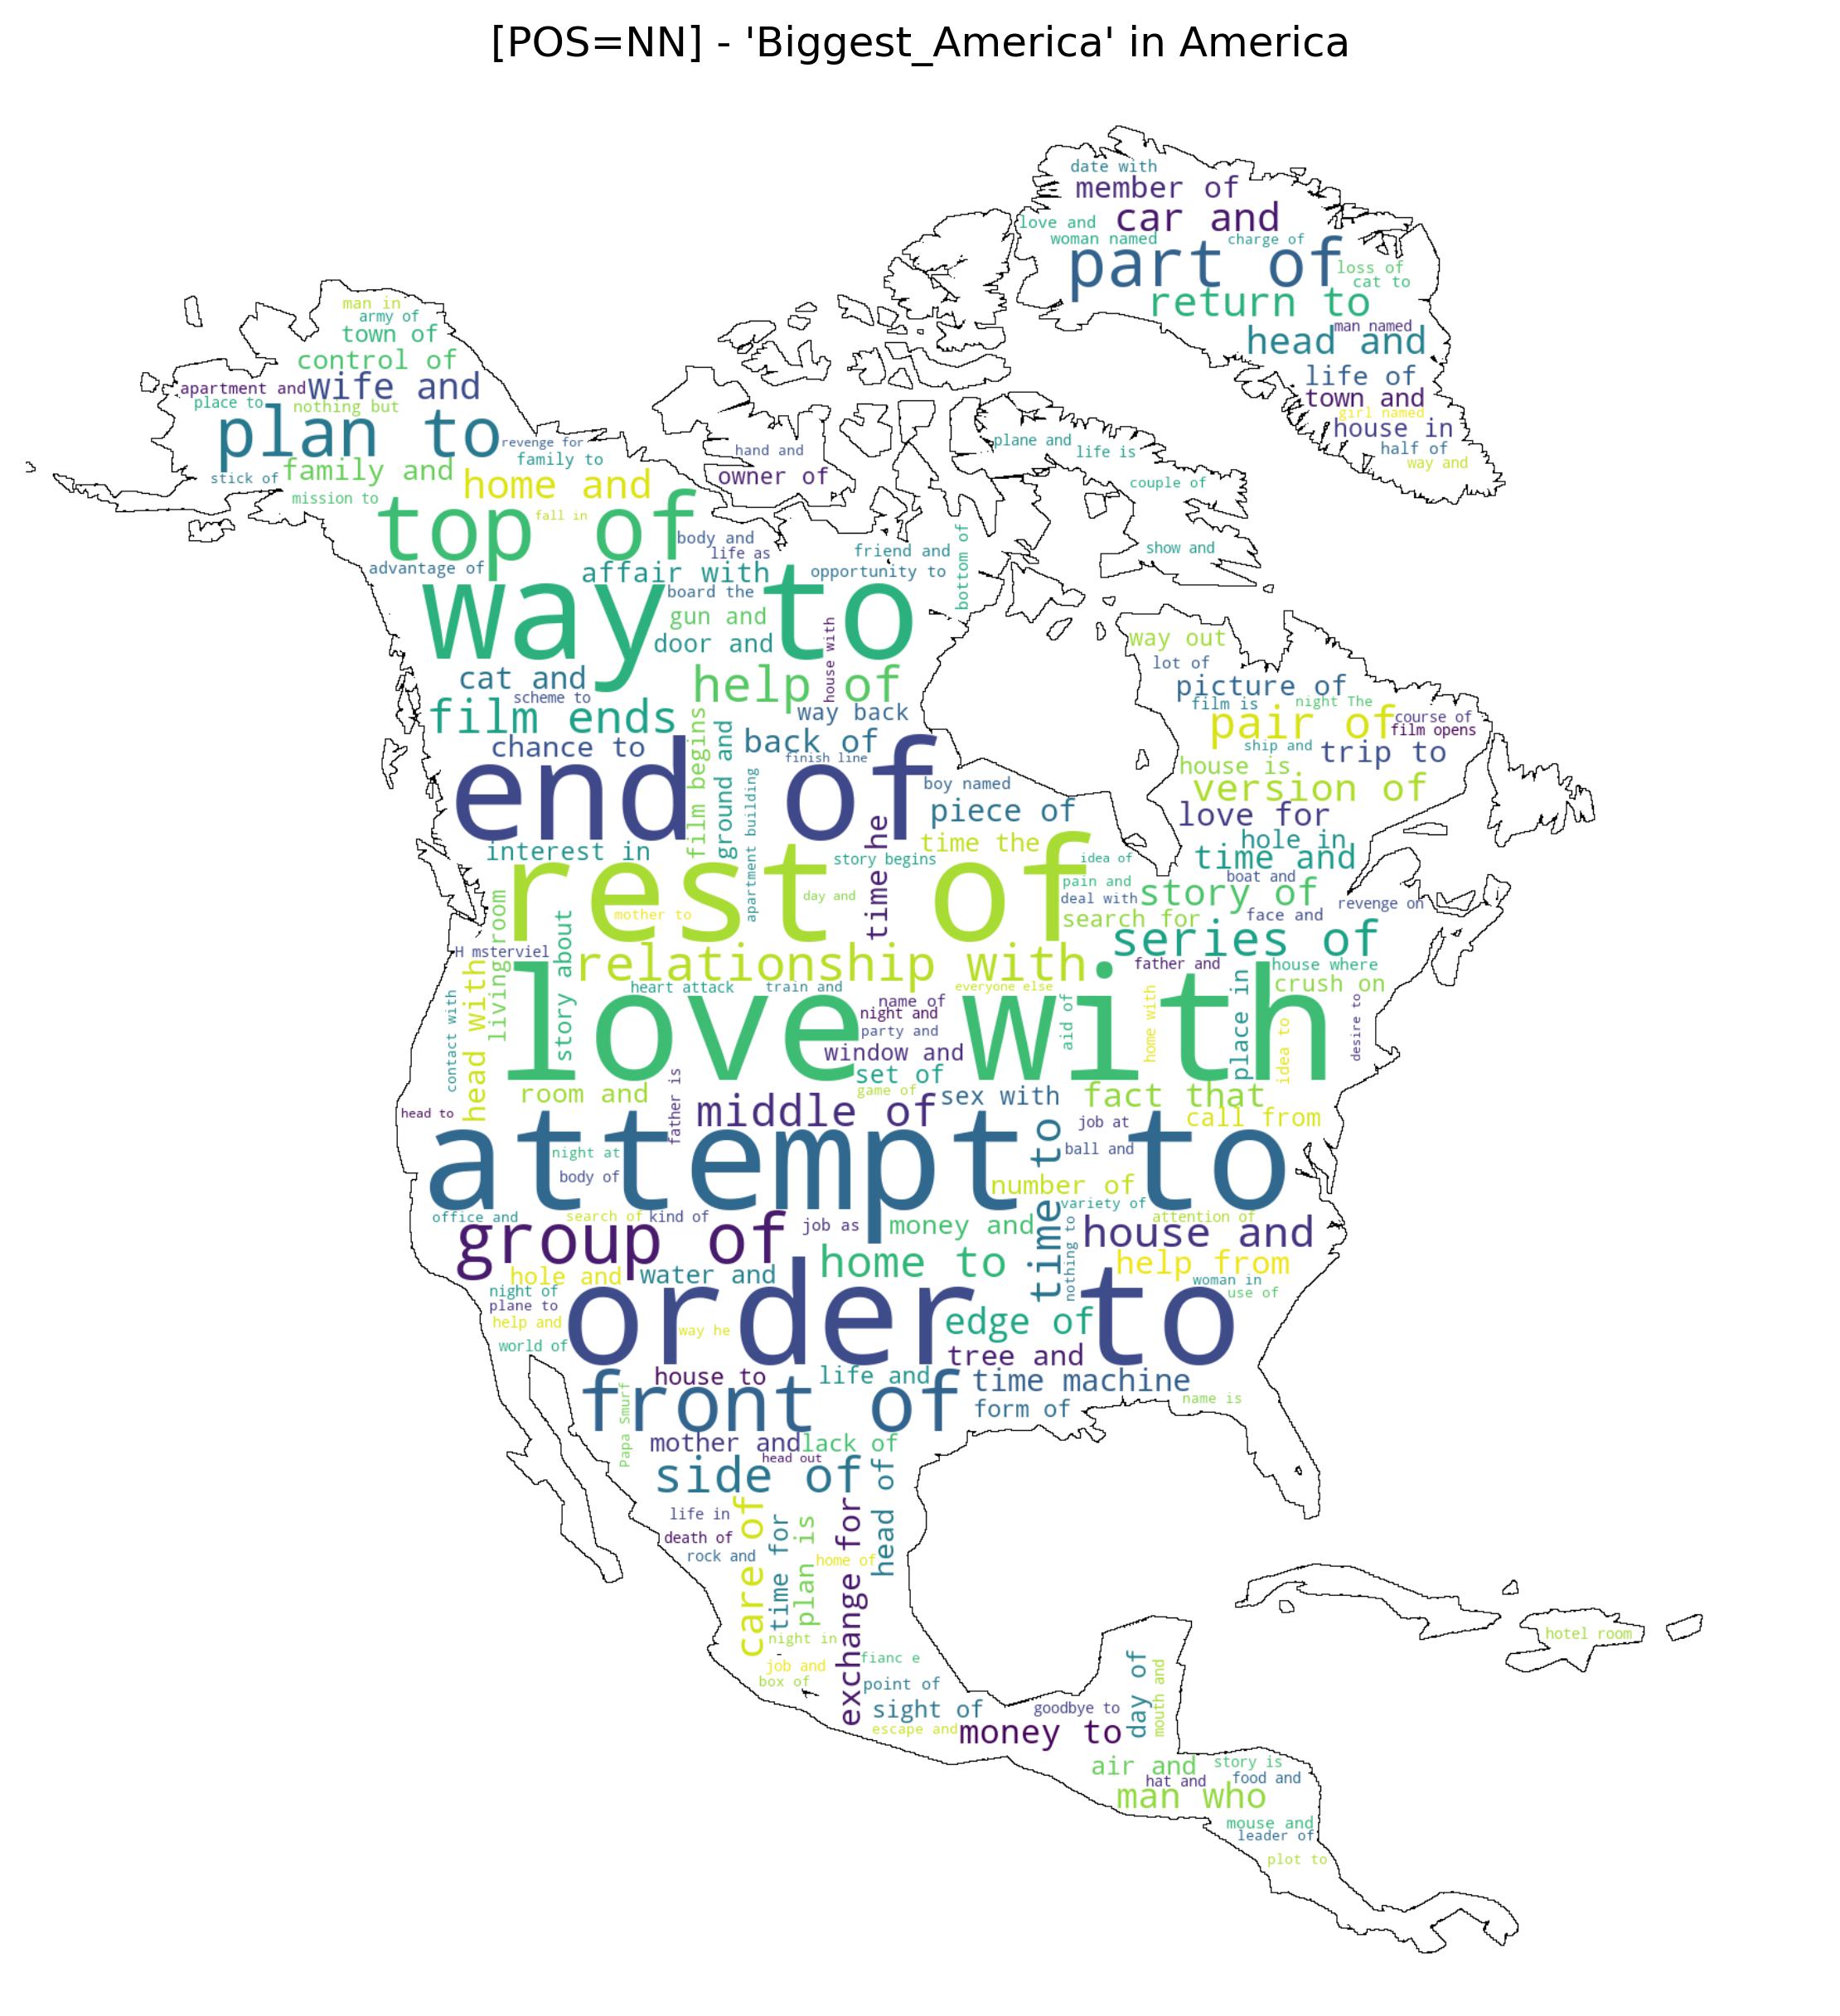 [POS=NN] - 'Biggest_America' in America
date with
member of
love and
car and
woman named
charge of
part of
loss of
cat to
return to
man named
head and
life of
town and
girl named
house in
half of
way and
man in
army of
town of
control of
apartment and
wife and
place to
nothing but
plan to
revenge for
family to
stick of
family and
mission to
home and
hand and
owner of
plane and
life is
couple of
show and
top of
fall in
body and
life as
friend and
bottom of
advantage of
affair with
opportunity to
board the
way to
gun and
door and
house with
cat and
scheme to
help of
film ends
way back
chance to
film begins
ground and
back of
finish line
way out
lot of
picture of
film is
night The
pair of
course of
film opens
ship and
trip to
house is
version of
love for
hole in
time and
boat and
end of
boy named
piece of
apartment building
time he
time the
interest in
story begins
idea of
rest of
day and
mother to
pain and
deal with
story of
search for
face and
revenge on
series of
living room
H msterviel
story about
relationship with
father and
house where
crush on
heart attack
train and
everyone else
head with
contact with
love with
name of
night and
party and
window and
aid of
home with
place in
idea to
desire to
set of
game of
room and
father is
sex with
fact that
head to
middle of
call from
attempt to
time to
job at
ball and
night at
body of
number of
variety of
office and
search of
kind of
job as
money and
time
nothing to
attention of
group of
house and
home to
help from
hole and
water and
woman in
use of
night of
plane to
help and
world of
order to
way he
edge of
tree and
house to
life and
time machine
front of
form of
name is
Papa Smurf
mother and
lack of
head out
side of
head of
life in
death of
rock and
care of
time for
plan is
home of
exchange for
night in
job and
box of
fianc e
point of
sight of
escape and
goodbye to
money to
day of
mouth and
hotel room
air and
story is
hat and
food and
man who
mouse and
leader of
plot to